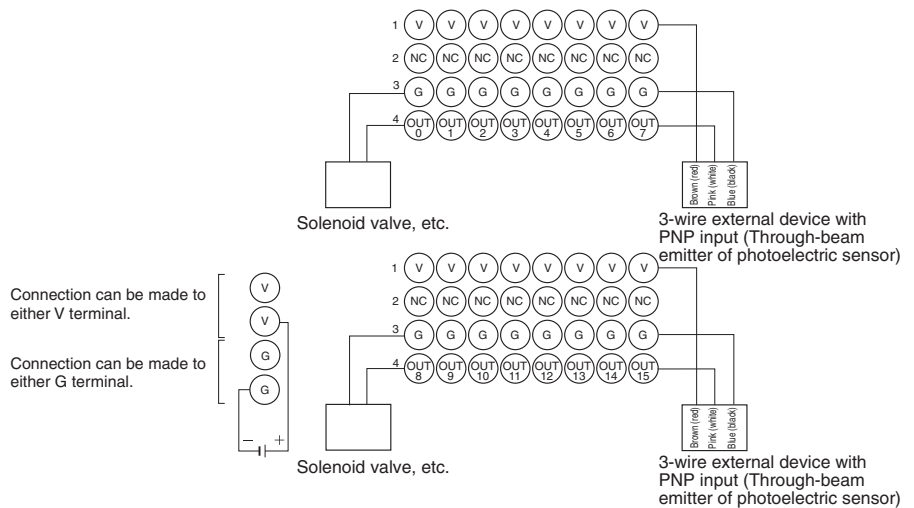 1 V V V V V V V V
2 NC NC NC NC NC NC NC NC
3 G G G G G G G G
4 OUT 0 OUT 1 OUT 2 OUT 3 OUT 4 OUT 5 OUT 6 OUT 7
Solenoid valve, etc.
Brown (red)
Pink (white)
Blue (black)
3-wire external device with
PNP input (Through-beam
emitter of photoelectric sensor)
Connection can be made to
either V terminal.
Connection can be made to
either G terminal.
V
V
G
G
− +
1 V V V V V V V V
2 NC NC NC NC NC NC NC NC
3 G G G G G G G G
4 OUT 8 OUT 9 OUT 10 OUT 11 OUT 12 OUT 13 OUT 14 OUT 15
Solenoid valve, etc.
Brown (red)
Pink (white)
Blue (black)
3-wire external device with
PNP input (Through-beam
emitter of photoelectric sensor)